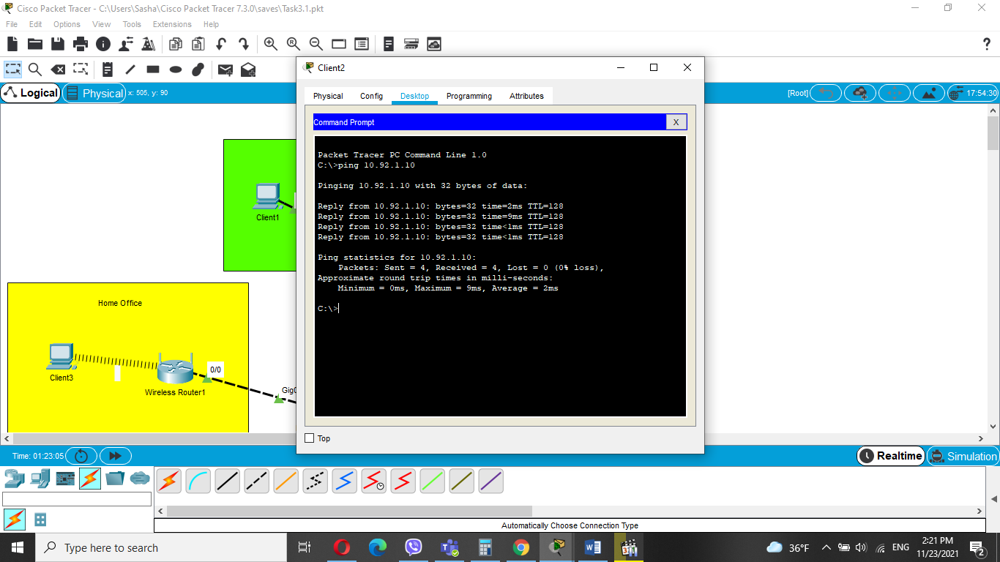 Cisco Packet Tracer - C:\Users\Sasha\Cisco Packet Tracer 7.3.0\saves\Task3.1.pkt
File Edit Options View Tools Extensions Help
?
Logical Physical x: 505, y: 90 [Root] 17:54:30
Client1
Home Office
Client3
Wireless Router1
0/0
Gig0
Client2
Physical Config Desktop Programming Attributes
Command Prompt X
Packet Tracer PC Command Line 1.0
C:\>ping 10.92.1.10
Pinging 10.92.1.10 with 32 bytes of data:
Reply from 10.92.1.10: bytes=32 time=2ms TTL=128
Reply from 10.92.1.10: bytes=32 time=9ms TTL=128
Reply from 10.92.1.10: bytes=32 time<1ms TTL=128
Reply from 10.92.1.10: bytes=32 time<1ms TTL=128
Ping statistics for 10.92.1.10:
Packets: Sent = 4, Received = 4, Lost = 0 (0% loss),
Approximate round trip times in milli-seconds:
Minimum = 0ms, Maximum = 9ms, Average = 2ms
C:\>
Top
Time: 01:23:05 Realtime Simulation
Automatically Choose Connection Type
Type here to search
36°F ENG
2:21 PM
11/23/2021
2